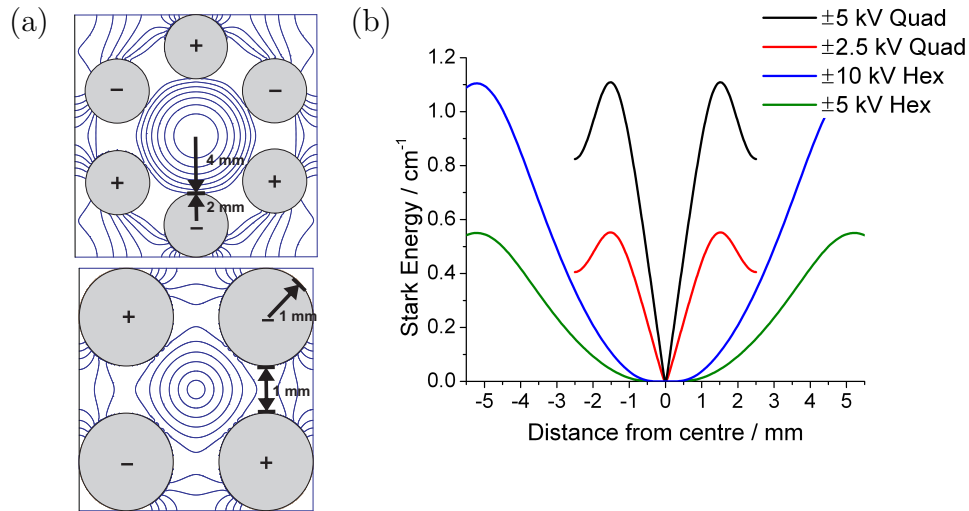 (a)
+
−
−
4 mm
+
+
2 mm
−
+
−
1 mm
1 mm
−
+
(b)
±5 kV Quad
±2.5 kV Quad
±10 kV Hex
±5 kV Hex
Stark Energy / cm⁻¹
1.2
1.0
0.8
0.6
0.4
0.2
0.0
-5 -4 -3 -2 -1 0 1 2 3 4 5
Distance from centre / mm